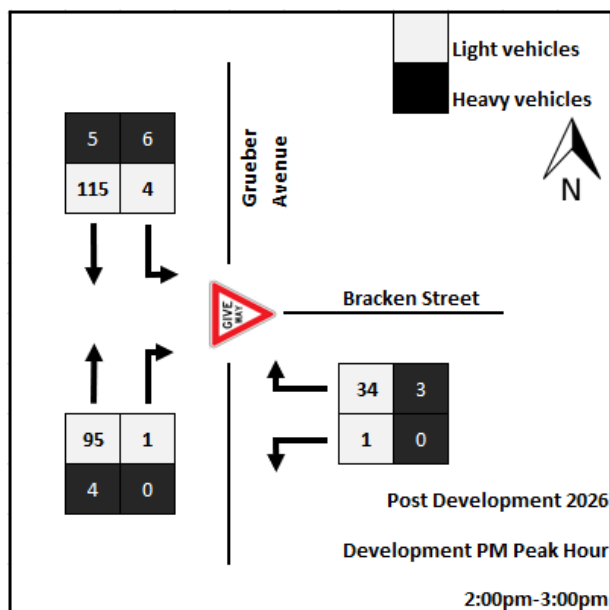 Light vehicles
Heavy vehicles
5 6
115 4
Grueber
Avenue
N
GIVE
WAY
Bracken Street
34 3
1 0
95 1
4 0
Post Development 2026
Development PM Peak Hour
2:00pm-3:00pm